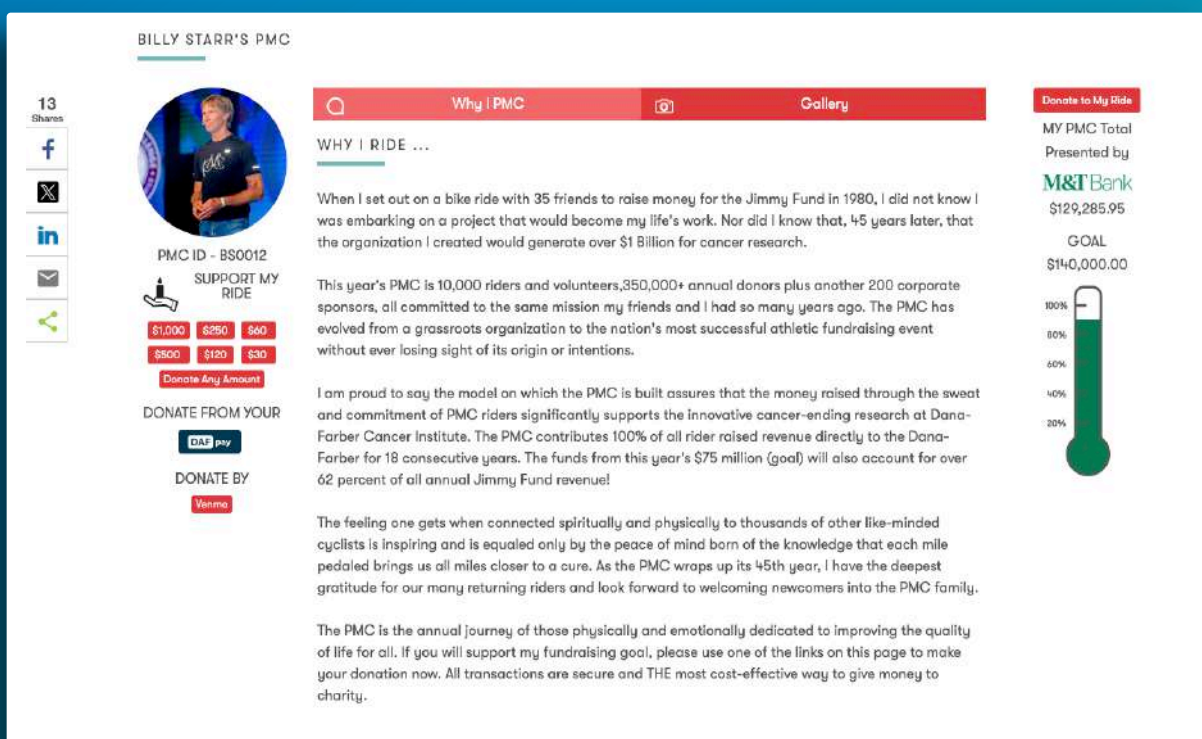 BILLY STARR'S PMC
13
Shares
PMC ID - BS0012
SUPPORT MY
RIDE
$1,000 $250 $60
$500 $120 $30
Donate Any Amount
DONATE FROM YOUR
DAF pay
DONATE BY
Venmo
Why I PMC
Gallery
WHY I RIDE ...
When I set out on a bike ride with 35 friends to raise money for the Jimmy Fund in 1980, I did not know I
was embarking on a project that would become my life's work. Nor did I know that, 45 years later, that
the organization I created would generate over $1 Billion for cancer research.
This year's PMC is 10,000 riders and volunteers,350,000+ annual donors plus another 200 corporate
sponsors, all committed to the same mission my friends and I had so many years ago. The PMC has
evolved from a grassroots organization to the nation's most successful athletic fundraising event
without ever losing sight of its origin or intentions.
I am proud to say the model on which the PMC is built assures that the money raised through the sweat
and commitment of PMC riders significantly supports the innovative cancer-ending research at Dana-
Farber Cancer Institute. The PMC contributes 100% of all rider raised revenue directly to the Dana-
Farber for 18 consecutive years. The funds from this year's $75 million (goal) will also account for over
62 percent of all annual Jimmy Fund revenue!
The feeling one gets when connected spiritually and physically to thousands of other like-minded
cyclists is inspiring and is equaled only by the peace of mind born of the knowledge that each mile
pedaled brings us all miles closer to a cure. As the PMC wraps up its 45th year, I have the deepest
gratitude for our many returning riders and look forward to welcoming newcomers into the PMC family.
The PMC is the annual journey of those physically and emotionally dedicated to improving the quality
of life for all. If you will support my fundraising goal, please use one of the links on this page to make
your donation now. All transactions are secure and THE most cost-effective way to give money to
charity.
Donate to My Ride
MY PMC Total
Presented by
M&T Bank
$129,285.95
GOAL
$140,000.00
100%
80%
60%
40%
20%